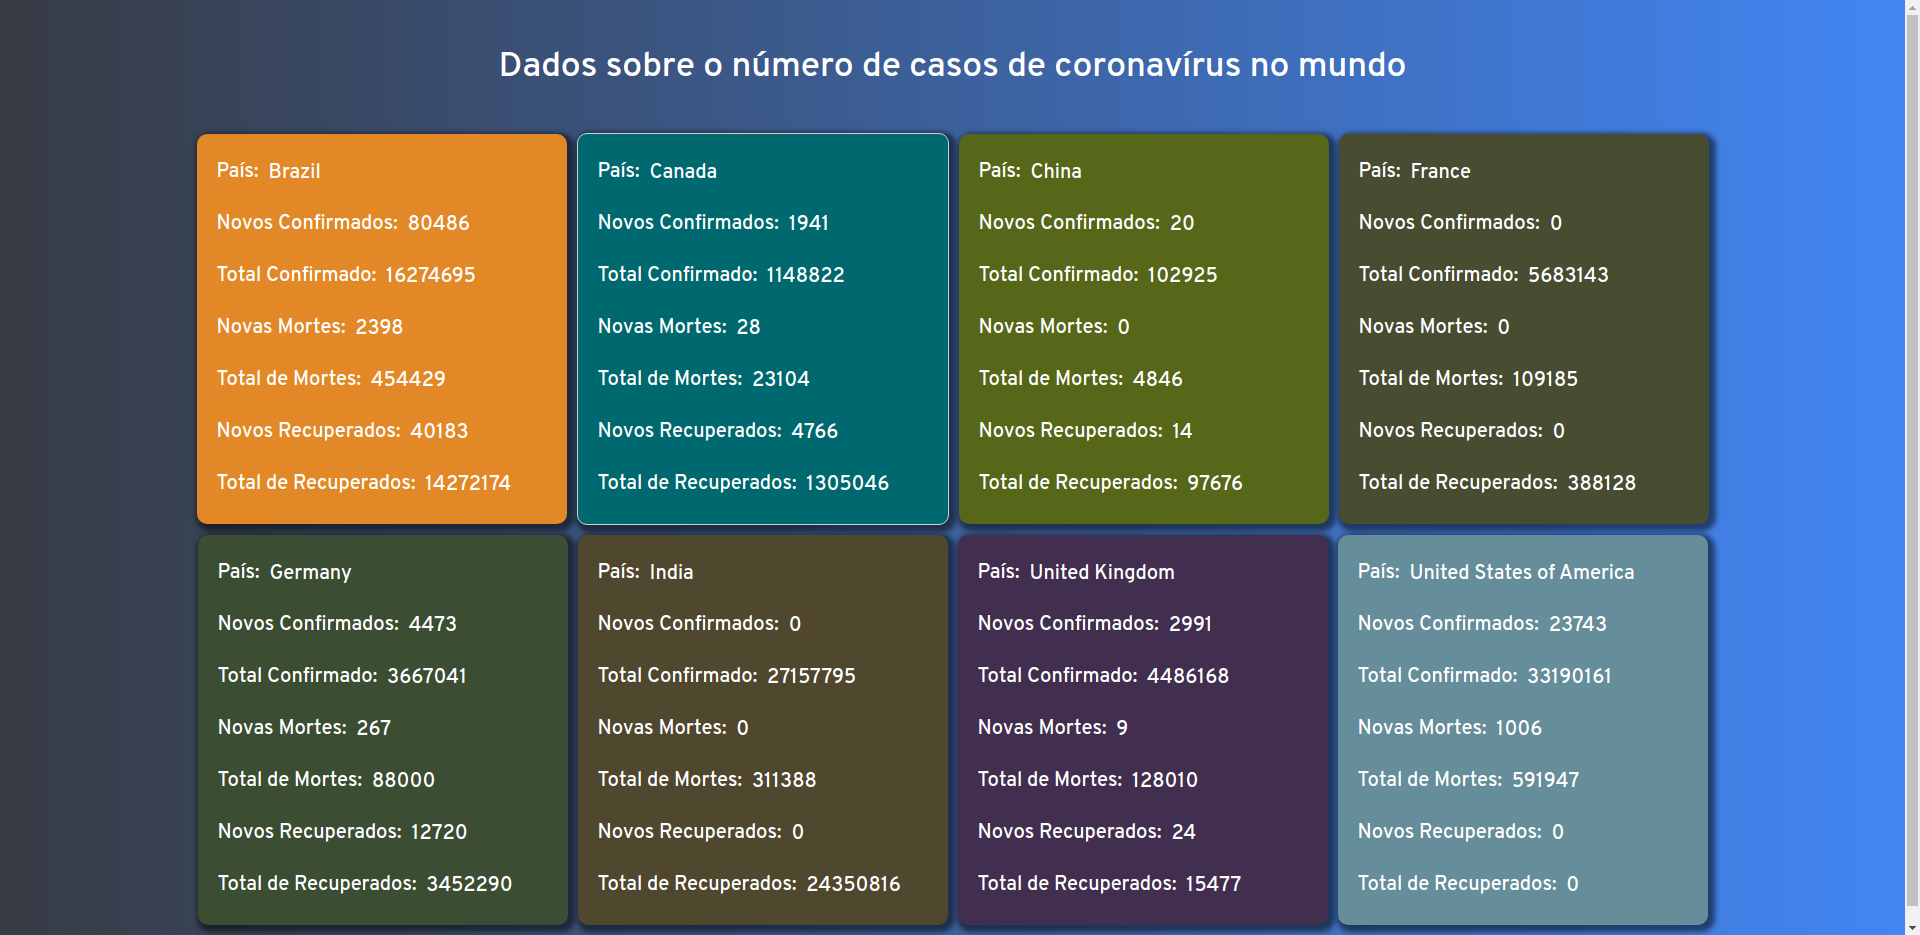 Dados sobre o número de casos de coronavírus no mundo
País: Brazil
Novos Confirmados: 80486
Total Confirmado: 16274695
Novas Mortes: 2398
Total de Mortes: 454429
Novos Recuperados: 40183
Total de Recuperados: 14272174
País: Canada
Novos Confirmados: 1941
Total Confirmado: 1148822
Novas Mortes: 28
Total de Mortes: 23104
Novos Recuperados: 4766
Total de Recuperados: 1305046
País: China
Novos Confirmados: 20
Total Confirmado: 102925
Novas Mortes: 0
Total de Mortes: 4846
Novos Recuperados: 14
Total de Recuperados: 97676
País: France
Novos Confirmados: 0
Total Confirmado: 5683143
Novas Mortes: 0
Total de Mortes: 109185
Novos Recuperados: 0
Total de Recuperados: 388128
País: Germany
Novos Confirmados: 4473
Total Confirmado: 3667041
Novas Mortes: 267
Total de Mortes: 88000
Novos Recuperados: 12720
Total de Recuperados: 3452290
País: India
Novos Confirmados: 0
Total Confirmado: 27157795
Novas Mortes: 0
Total de Mortes: 311388
Novos Recuperados: 0
Total de Recuperados: 24350816
País: United Kingdom
Novos Confirmados: 2991
Total Confirmado: 4486168
Novas Mortes: 9
Total de Mortes: 128010
Novos Recuperados: 24
Total de Recuperados: 15477
País: United States of America
Novos Confirmados: 23743
Total Confirmado: 33190161
Novas Mortes: 1006
Total de Mortes: 591947
Novos Recuperados: 0
Total de Recuperados: 0